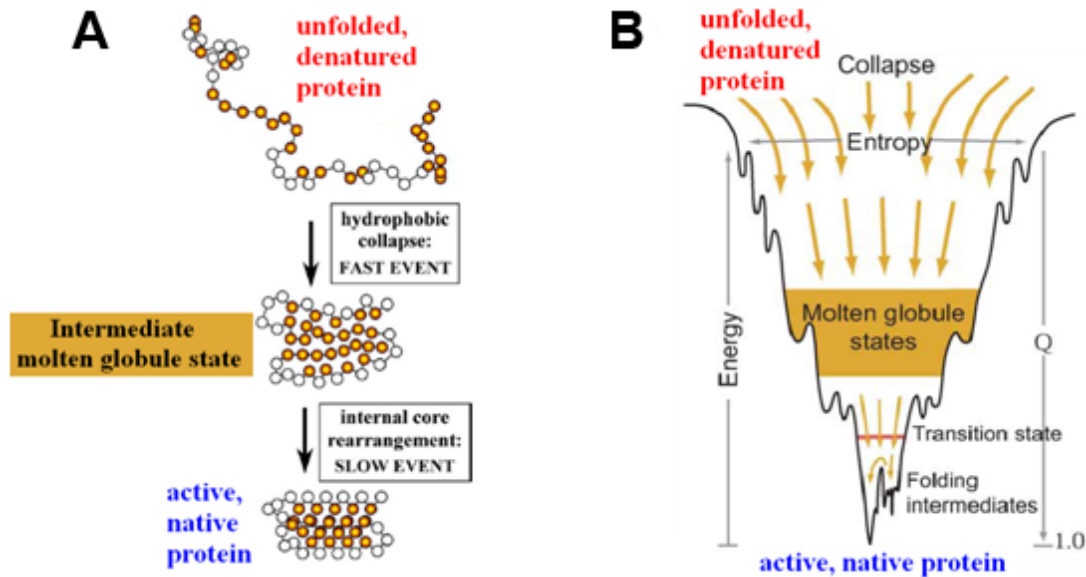 A
unfolded,
denatured
protein
hydrophobic
collapse:
FAST EVENT
Intermediate
molten globule state
internal core
rearrangement:
SLOW EVENT
active,
native
protein
B
unfolded,
denatured
protein
Collapse
Entropy
Molten globule
states
Energy
Q
Transition state
Folding
intermediates
1.0
active, native protein